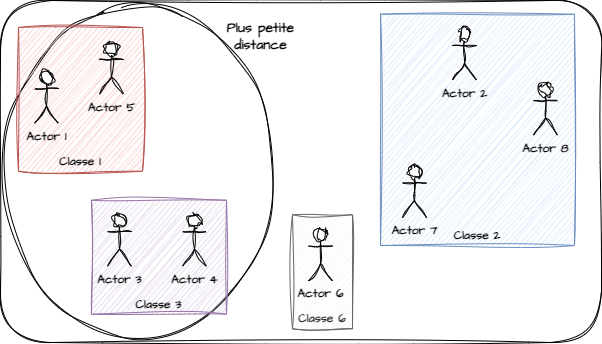 Plus petite
distance
Actor 1
Actor 5
Classe 1
Actor 2
Actor 8
Actor 7
Classe 2
Actor 3
Actor 4
Classe 3
Actor 6
Classe 6